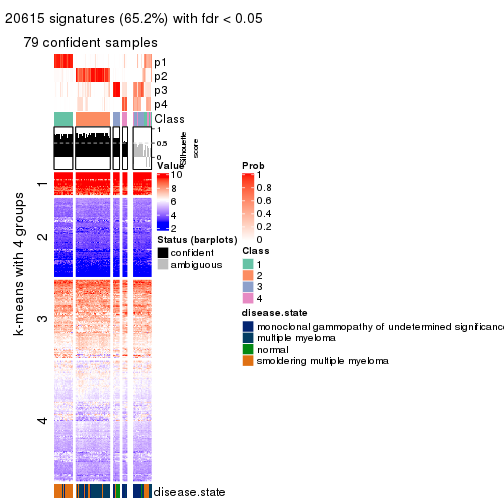 20615 signatures (65.2%) with fdr < 0.05
79 confident samples
p1
p2
p3
p4
Class
1
0.5
0
Silhouette
score
k-means with 4 groups
1
2
3
4
disease.state
Value
10
8
6
4
2
Status (barplots)
confident
ambiguous
Prob
1
0.8
0.6
0.4
0.2
0
Class
1
2
3
4
disease.state
monoclonal gammopathy of undetermined significance
multiple myeloma
normal
smoldering multiple myeloma